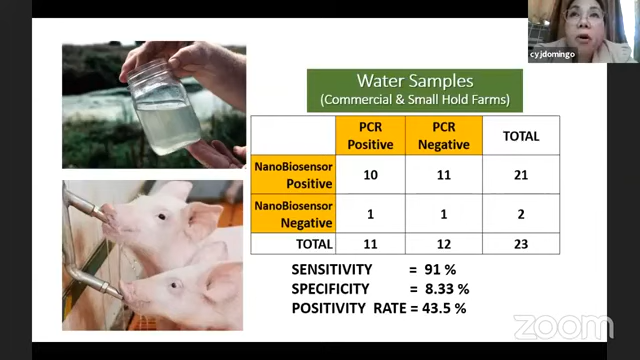 cyjdomingo
Water Samples
(Commercial & Small Hold Farms)
PCR Positive PCR Negative TOTAL
NanoBiosensor Positive 10 11 21
NanoBiosensor Negative 1 1 2
TOTAL 11 12 23
SENSITIVITY = 91 %
SPECIFICITY = 8.33 %
POSITIVITY RATE = 43.5 %
zoom